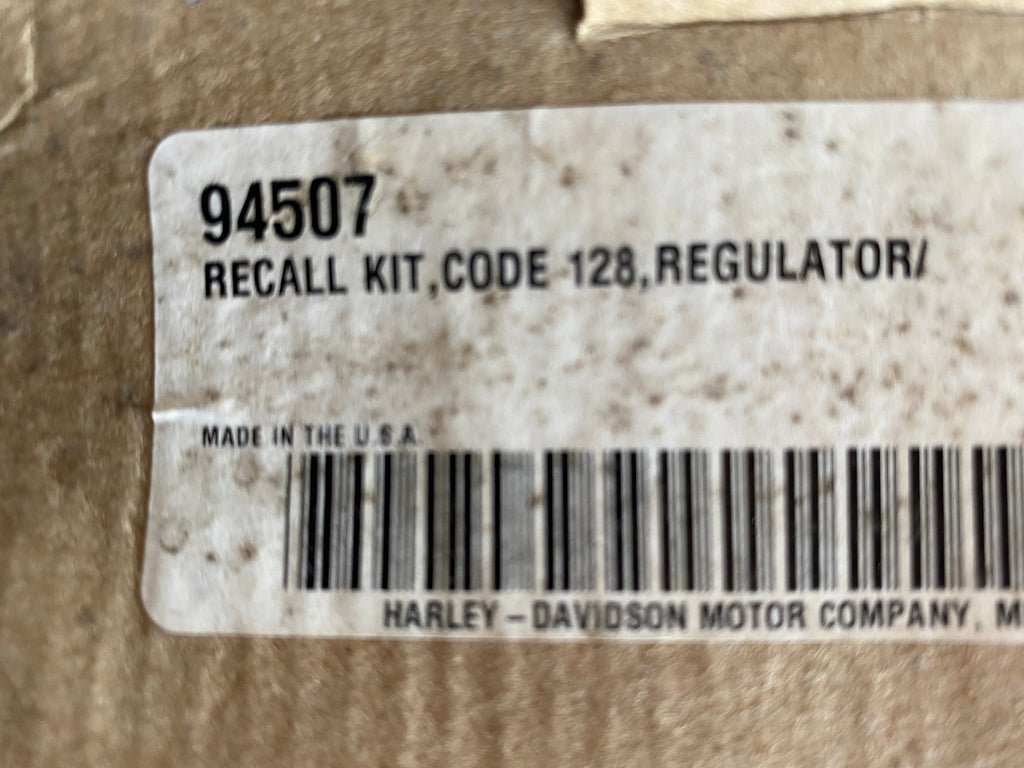 94507
RECALL KIT,CODE 128,REGULATOR/
MADE IN THE U.S.A.
HARLEY-DAVIDSON MOTOR COMPANY,